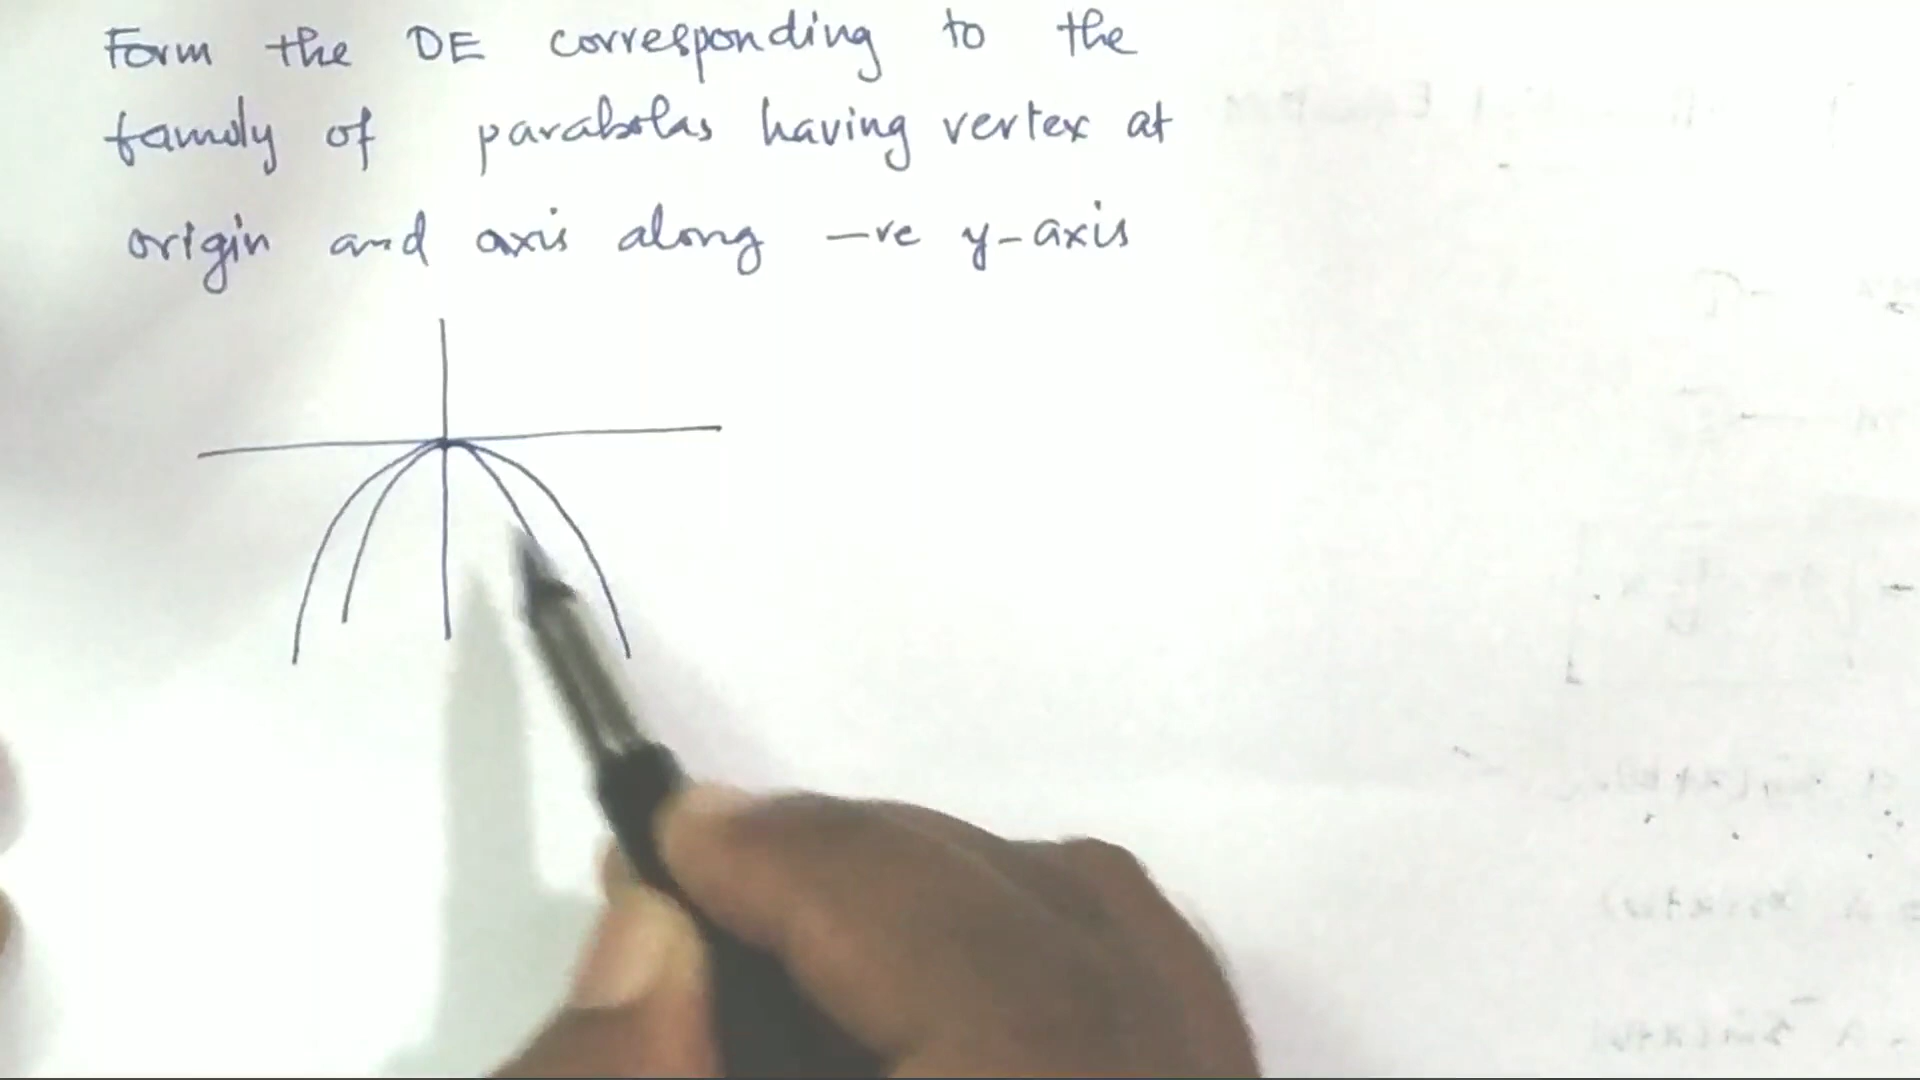 Form the DE corresponding to the
family of parabolas having vertex at
origin and axis along -ve y-axis